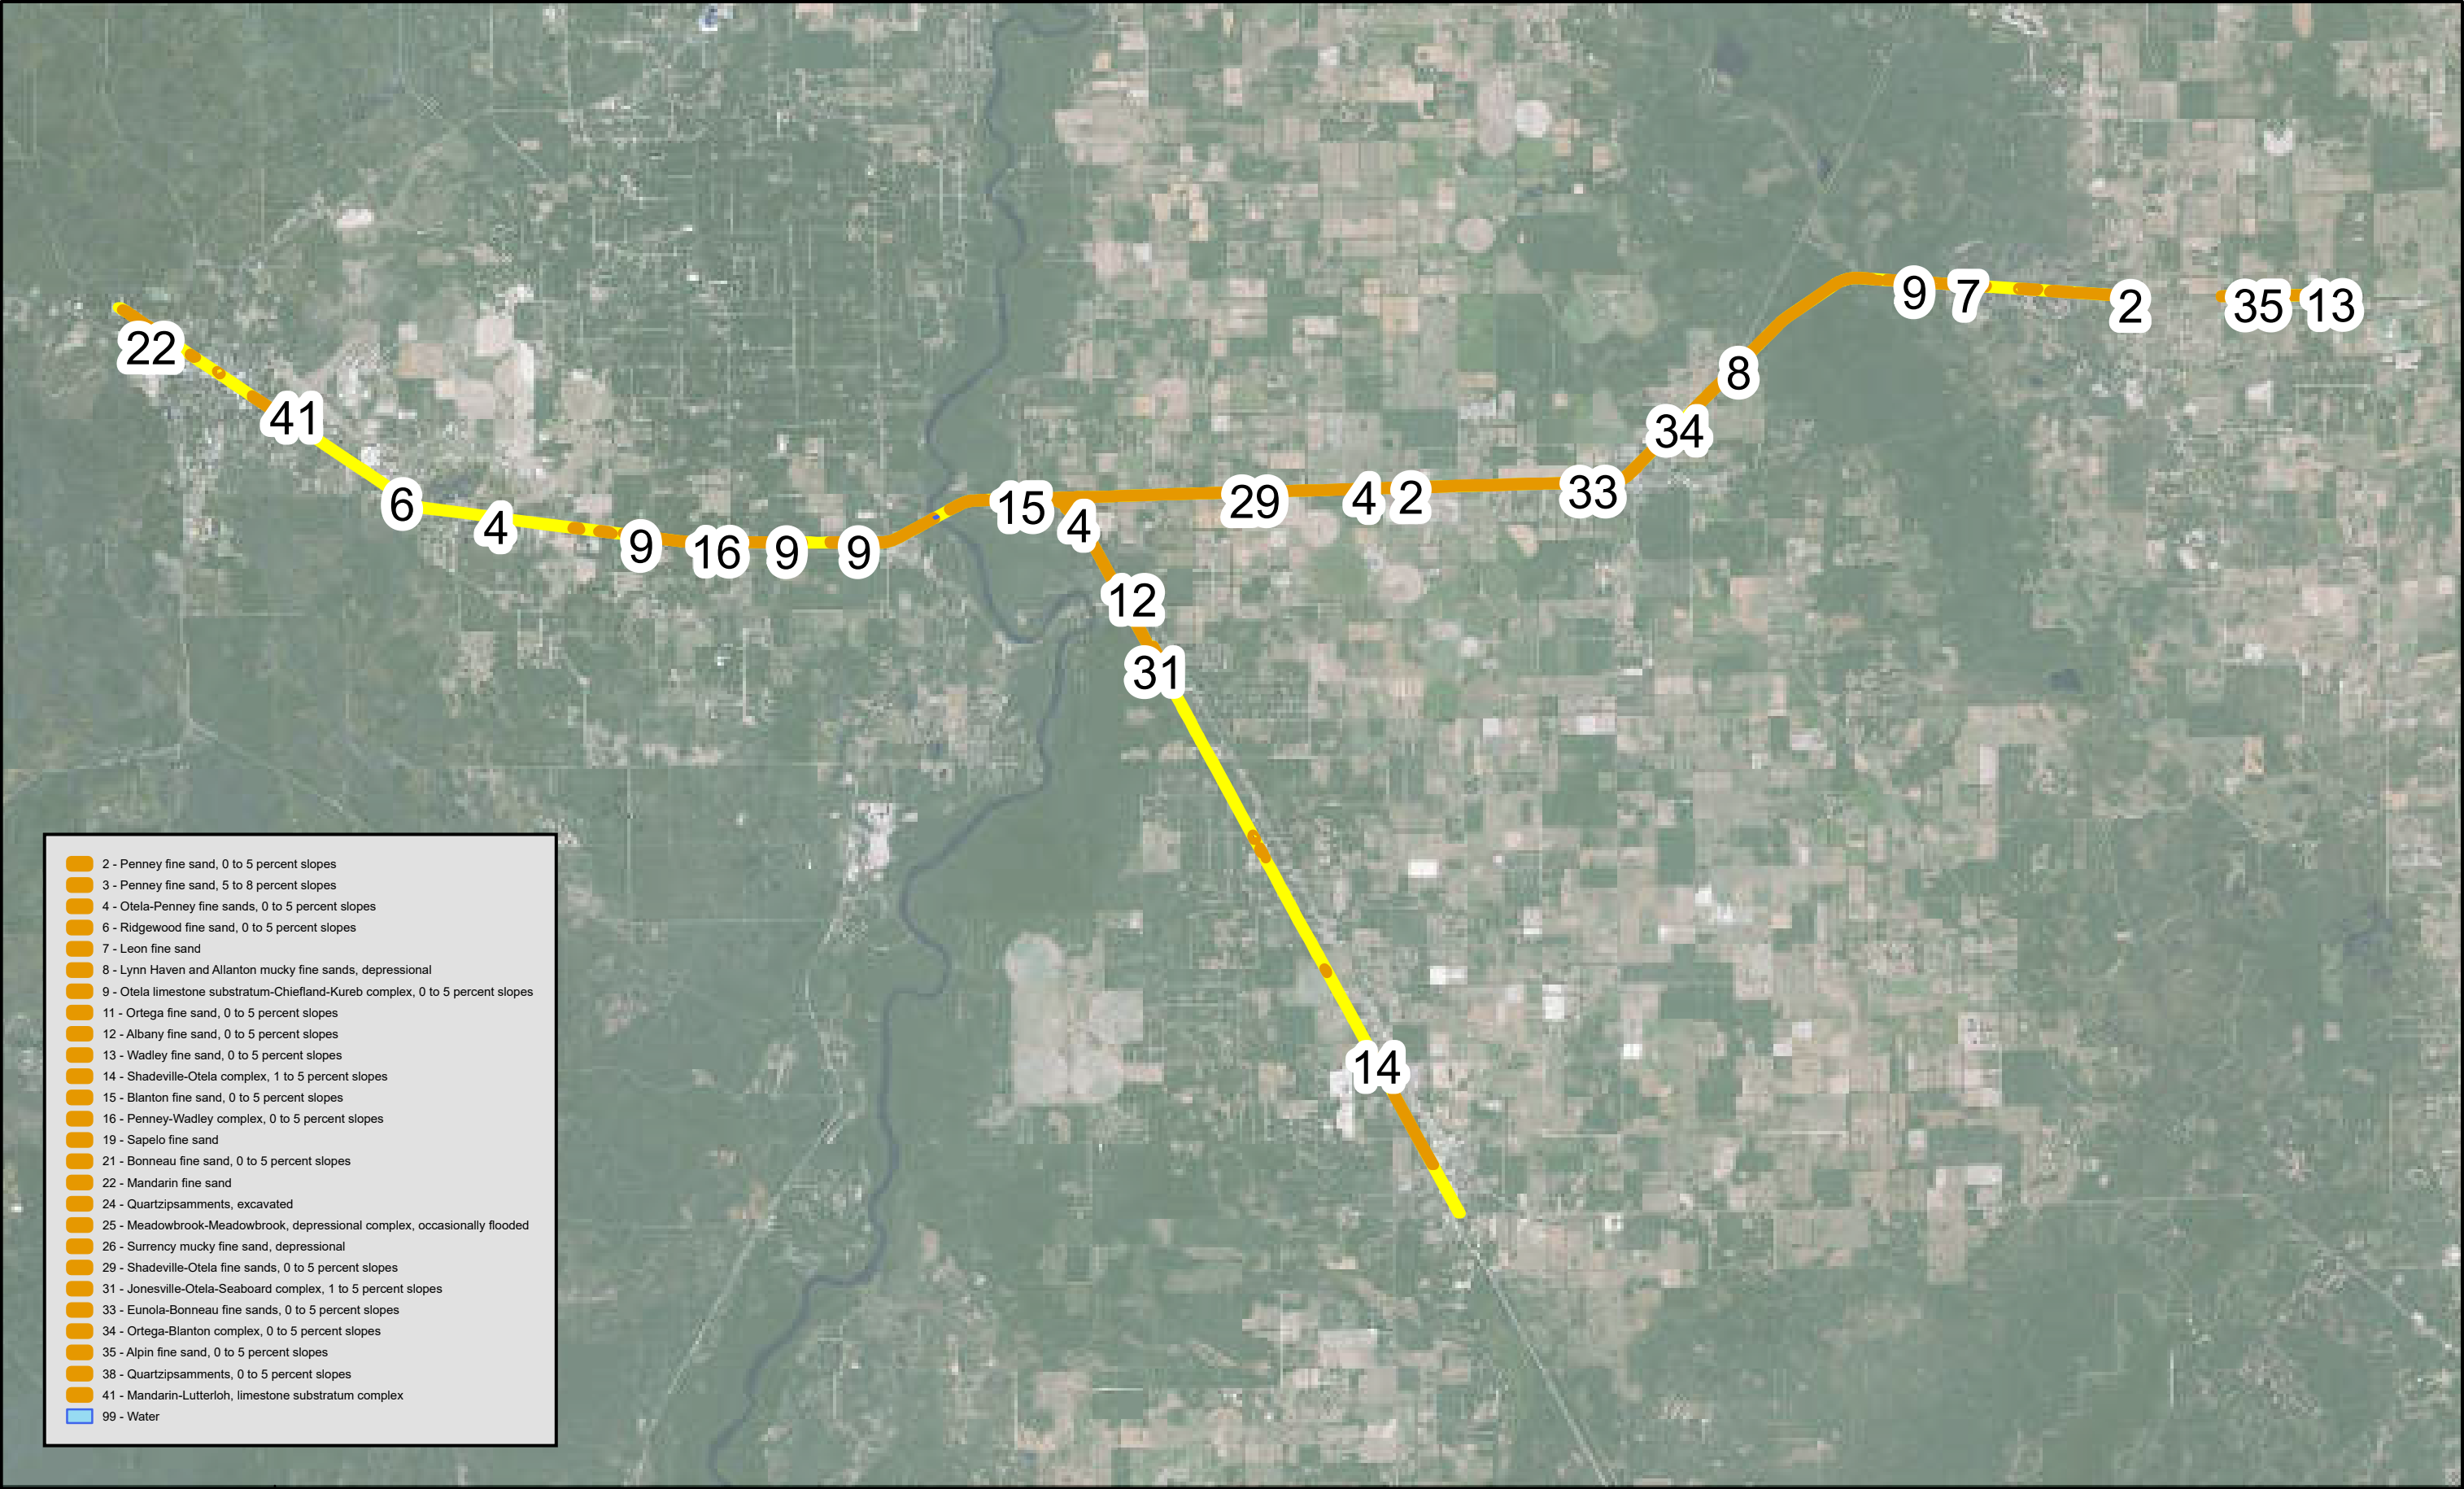 9 7 2 35 13
22
8
41
34
6
4
9 16 9 9
15
4
29
4 2
33
12
31
14
2 - Penney fine sand, 0 to 5 percent slopes
3 - Penney fine sand, 5 to 8 percent slopes
4 - Otela-Penney fine sands, 0 to 5 percent slopes
6 - Ridgewood fine sand, 0 to 5 percent slopes
7 - Leon fine sand
8 - Lynn Haven and Allanton mucky fine sands, depressional
9 - Otela limestone substratum-Chiefland-Kureb complex, 0 to 5 percent slopes
11 - Ortega fine sand, 0 to 5 percent slopes
12 - Albany fine sand, 0 to 5 percent slopes
13 - Wadley fine sand, 0 to 5 percent slopes
14 - Shadeville-Otela complex, 1 to 5 percent slopes
15 - Blanton fine sand, 0 to 5 percent slopes
16 - Penney-Wadley complex, 0 to 5 percent slopes
19 - Sapelo fine sand
21 - Bonneau fine sand, 0 to 5 percent slopes
22 - Mandarin fine sand
24 - Quartzipsamments, excavated
25 - Meadowbrook-Meadowbrook, depressional complex, occasionally flooded
26 - Surrency mucky fine sand, depressional
29 - Shadeville-Otela fine sands, 0 to 5 percent slopes
31 - Jonesville-Otela-Seaboard complex, 1 to 5 percent slopes
33 - Eunola-Bonneau fine sands, 0 to 5 percent slopes
34 - Ortega-Blanton complex, 0 to 5 percent slopes
35 - Alpin fine sand, 0 to 5 percent slopes
38 - Quartzipsamments, 0 to 5 percent slopes
41 - Mandarin-Lutterloh, limestone substratum complex
99 - Water